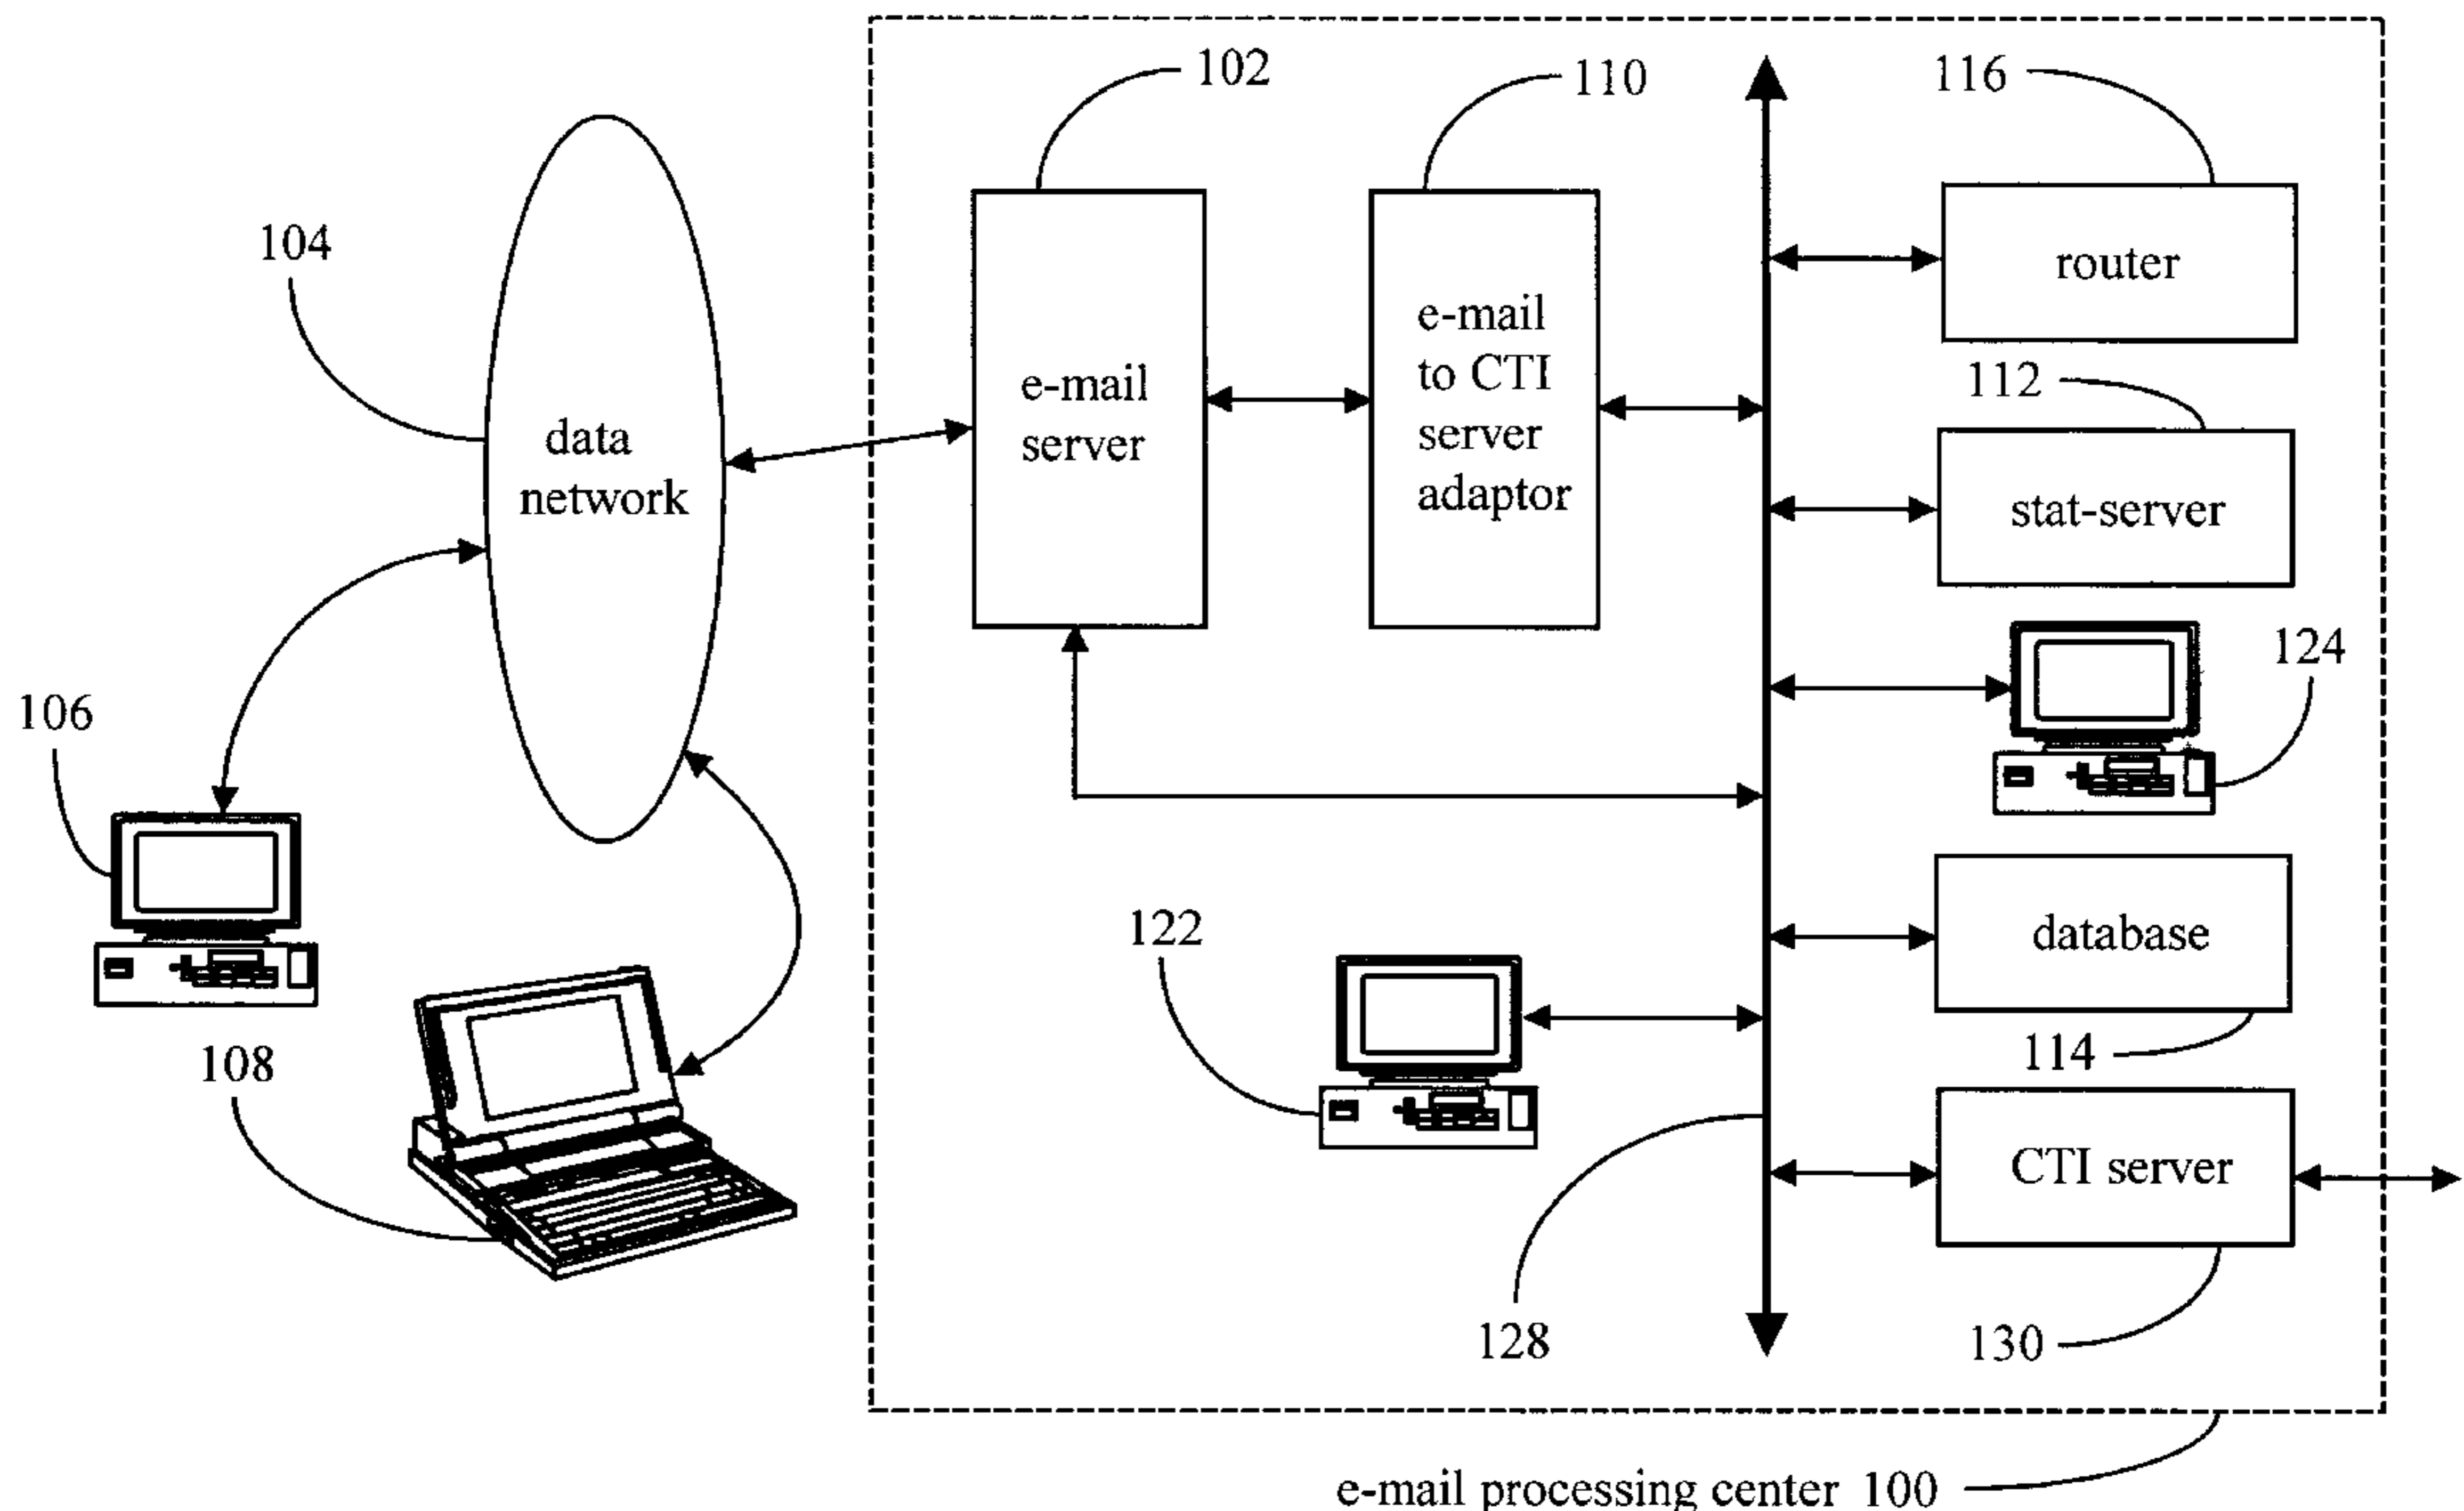 102
110
116
104
router
e-mail
to CTI
server
adaptor
e-mail
server
112
data
network
stat-server
124
106
122
database
108
114
CTI server
128
130
e-mail processing center 100